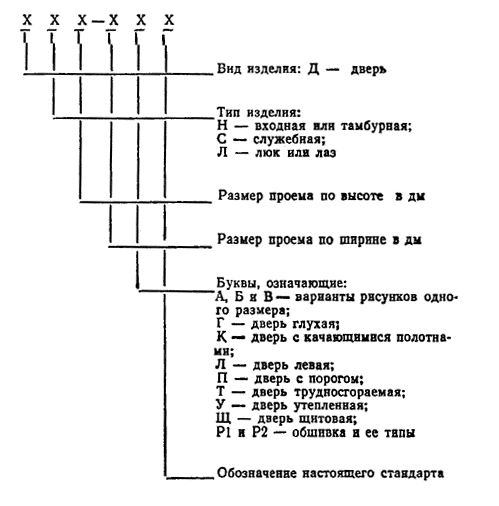 Х Х Х — Х Х Х
Вид изделия: Д — дверь
Тип изделия:
Н — входная или тамбурная;
С — служебная;
Л — люк или лаз
Размер проема по высоте в дм
Размер проема по ширине в дм
Буквы, означающие:
А, Б и В — варианты рисунков одно-
го размера;
Г — дверь глухая;
К — дверь с качающимися полотна-
ми;
Л — дверь левая;
П — дверь с порогом;
Т — дверь трудносгораемая;
У — дверь утепленная;
Щ — дверь щитовая;
Р1 и Р2 — обшивка и ее типы
Обозначение настоящего стандарта